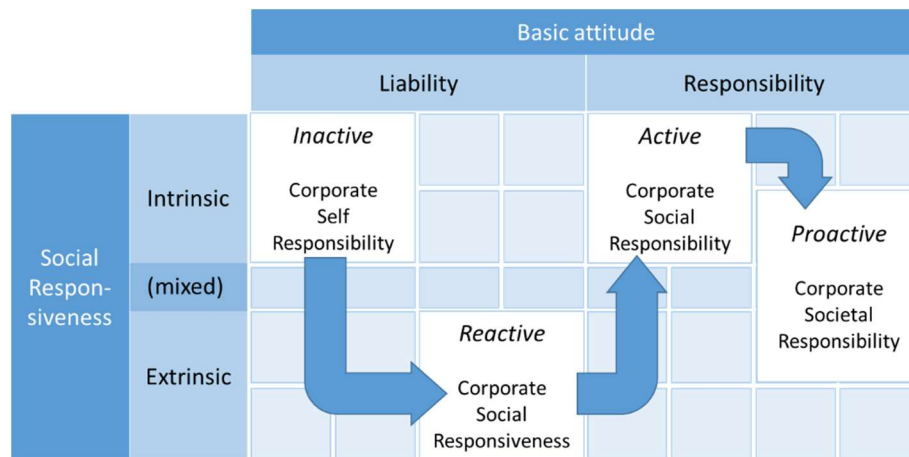 Basic attitude
Liability
Responsibility
Social
Respon-
siveness
Intrinsic
(mixed)
Extrinsic
Inactive
Corporate
Self
Responsibility
Reactive
Corporate
Social
Responsiveness
Active
Corporate
Social
Responsibility
Proactive
Corporate
Societal
Responsibility